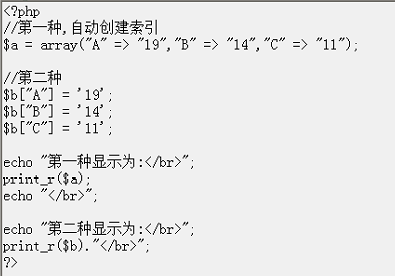 <?php
//第一种,自动创建索引
$a = array("A" => "19","B" => "14","C" => "11");
//第二种
$b["A"] = '19';
$b["B"] = '14';
$b["C"] = '11';
echo "第一种显示为:</br>";
print_r($a);
echo "</br>";
echo "第二种显示为:</br>";
print_r($b)."</br>";
?>